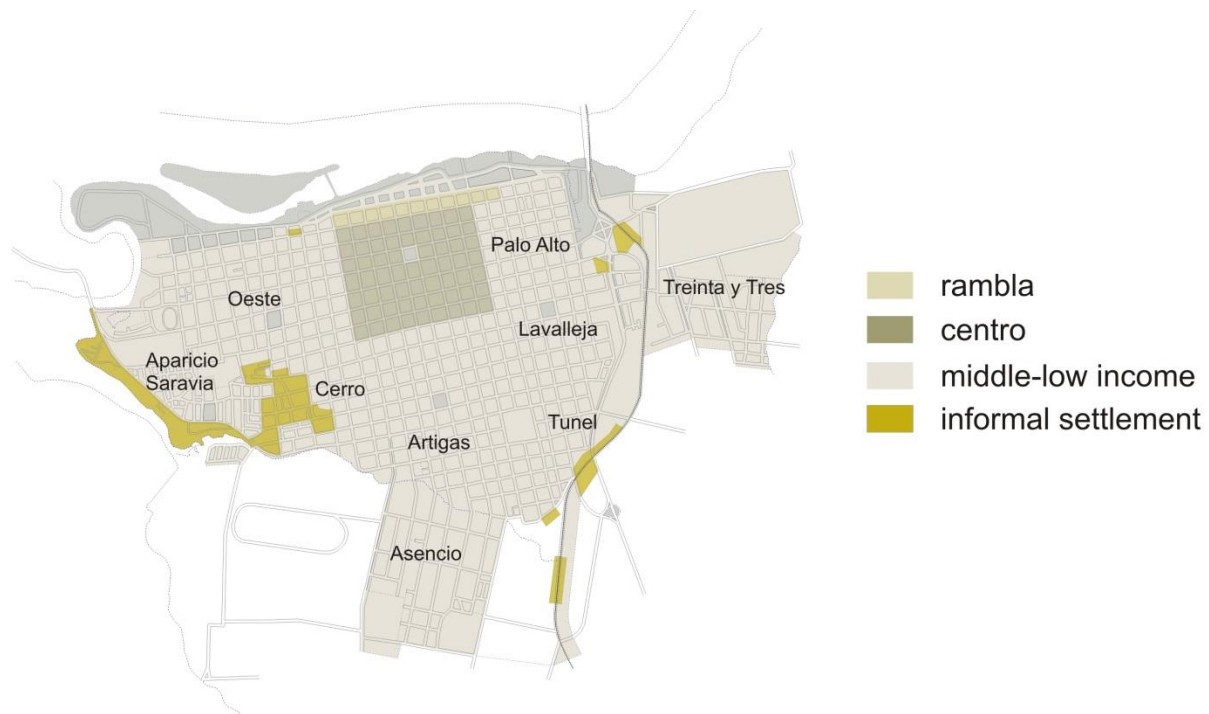 Palo Alto
Treinta y Tres
Oeste
Lavalleja
Aparicio
Saravia
Cerro
Tunel
Artigas
Asencio
rambla
centro
middle-low income
informal settlement